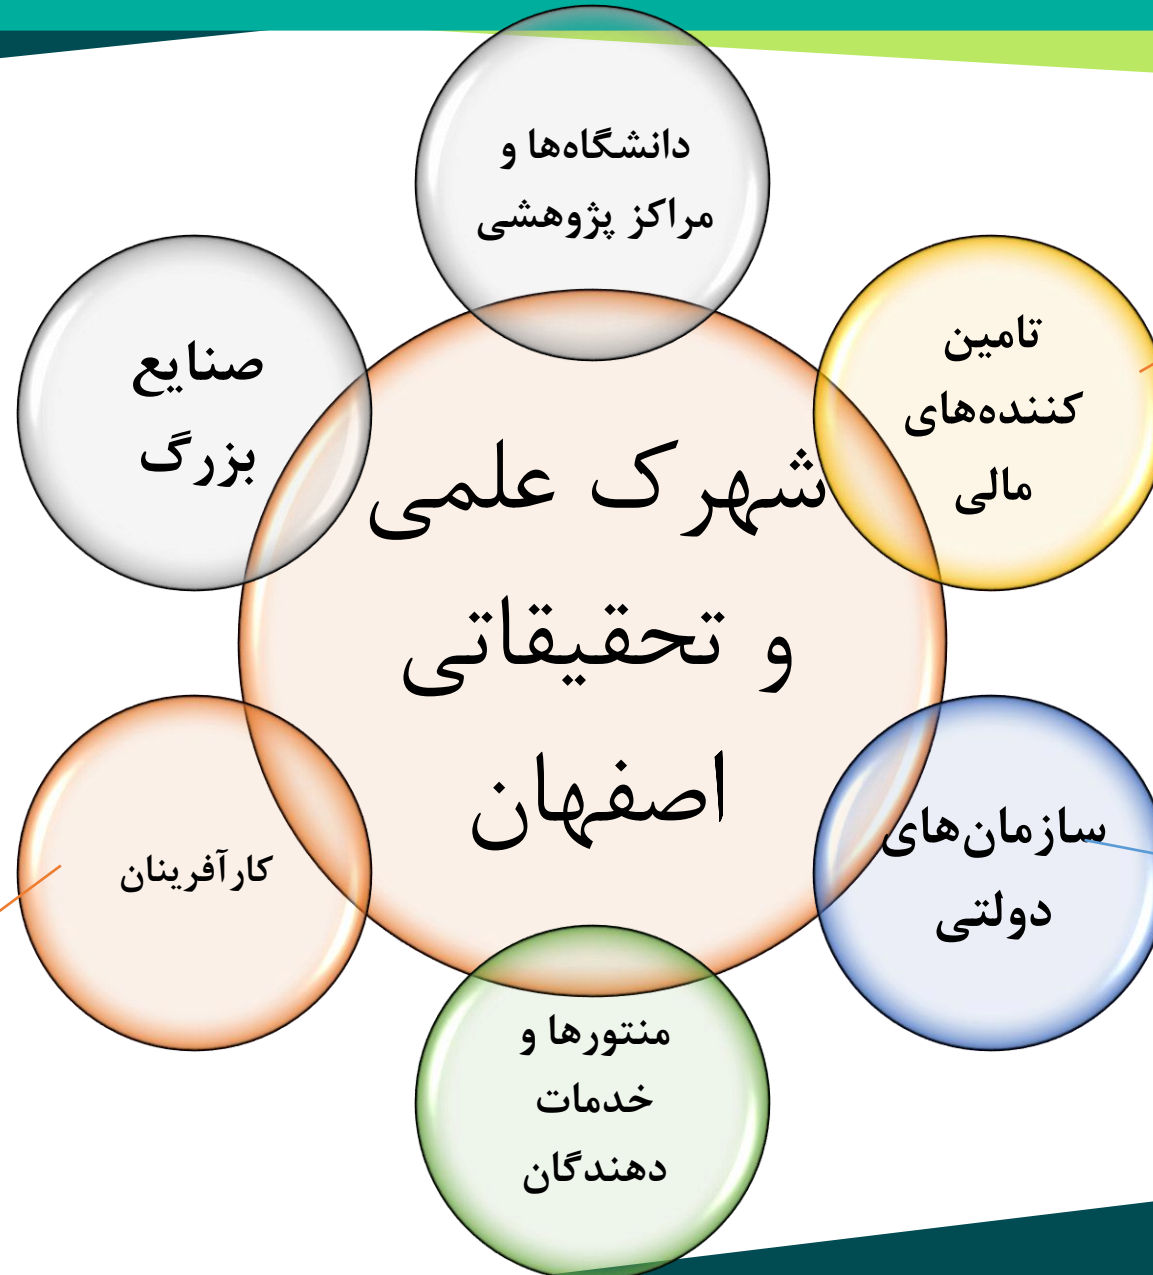 دانشگاه‌ها و
مراکز پژوهشی
تامین
کننده‌های
مالی
صنایع
بزرگ
شهرک علمی
و تحقیقاتی
اصفهان
سازمان‌های
دولتی
کارآفرینان
منتورها و
خدمات
دهندگان